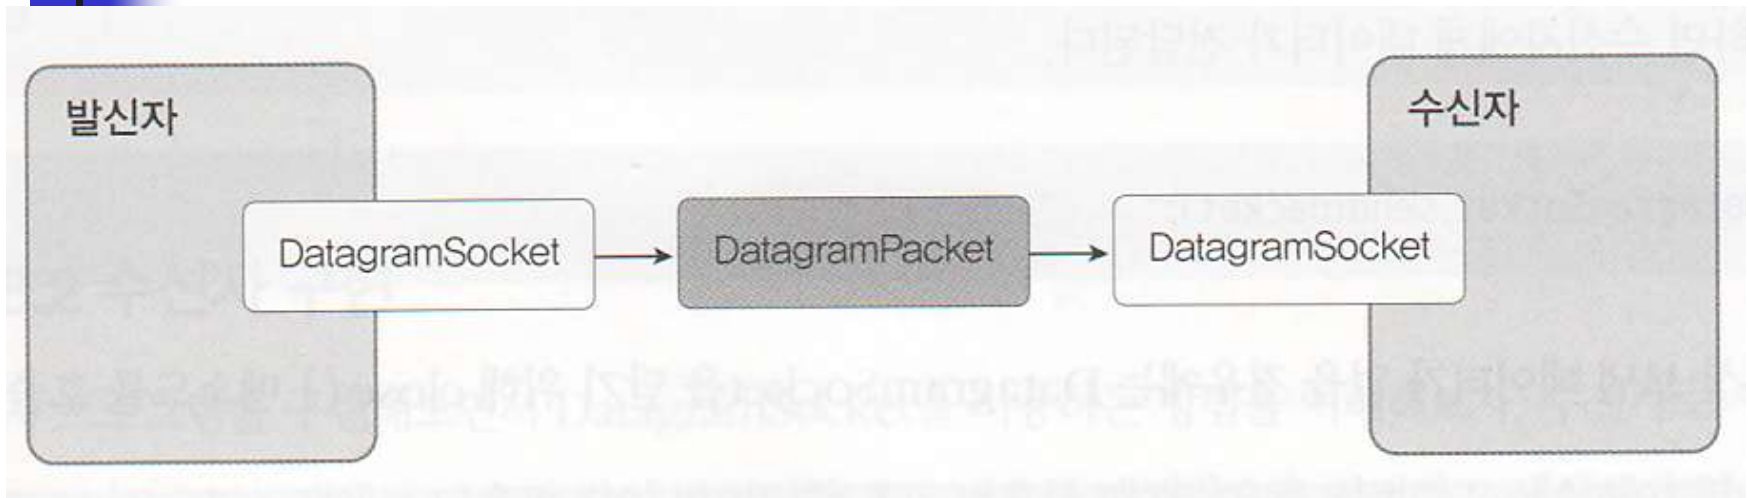 발신자
수신자
DatagramSocket
DatagramPacket
DatagramSocket